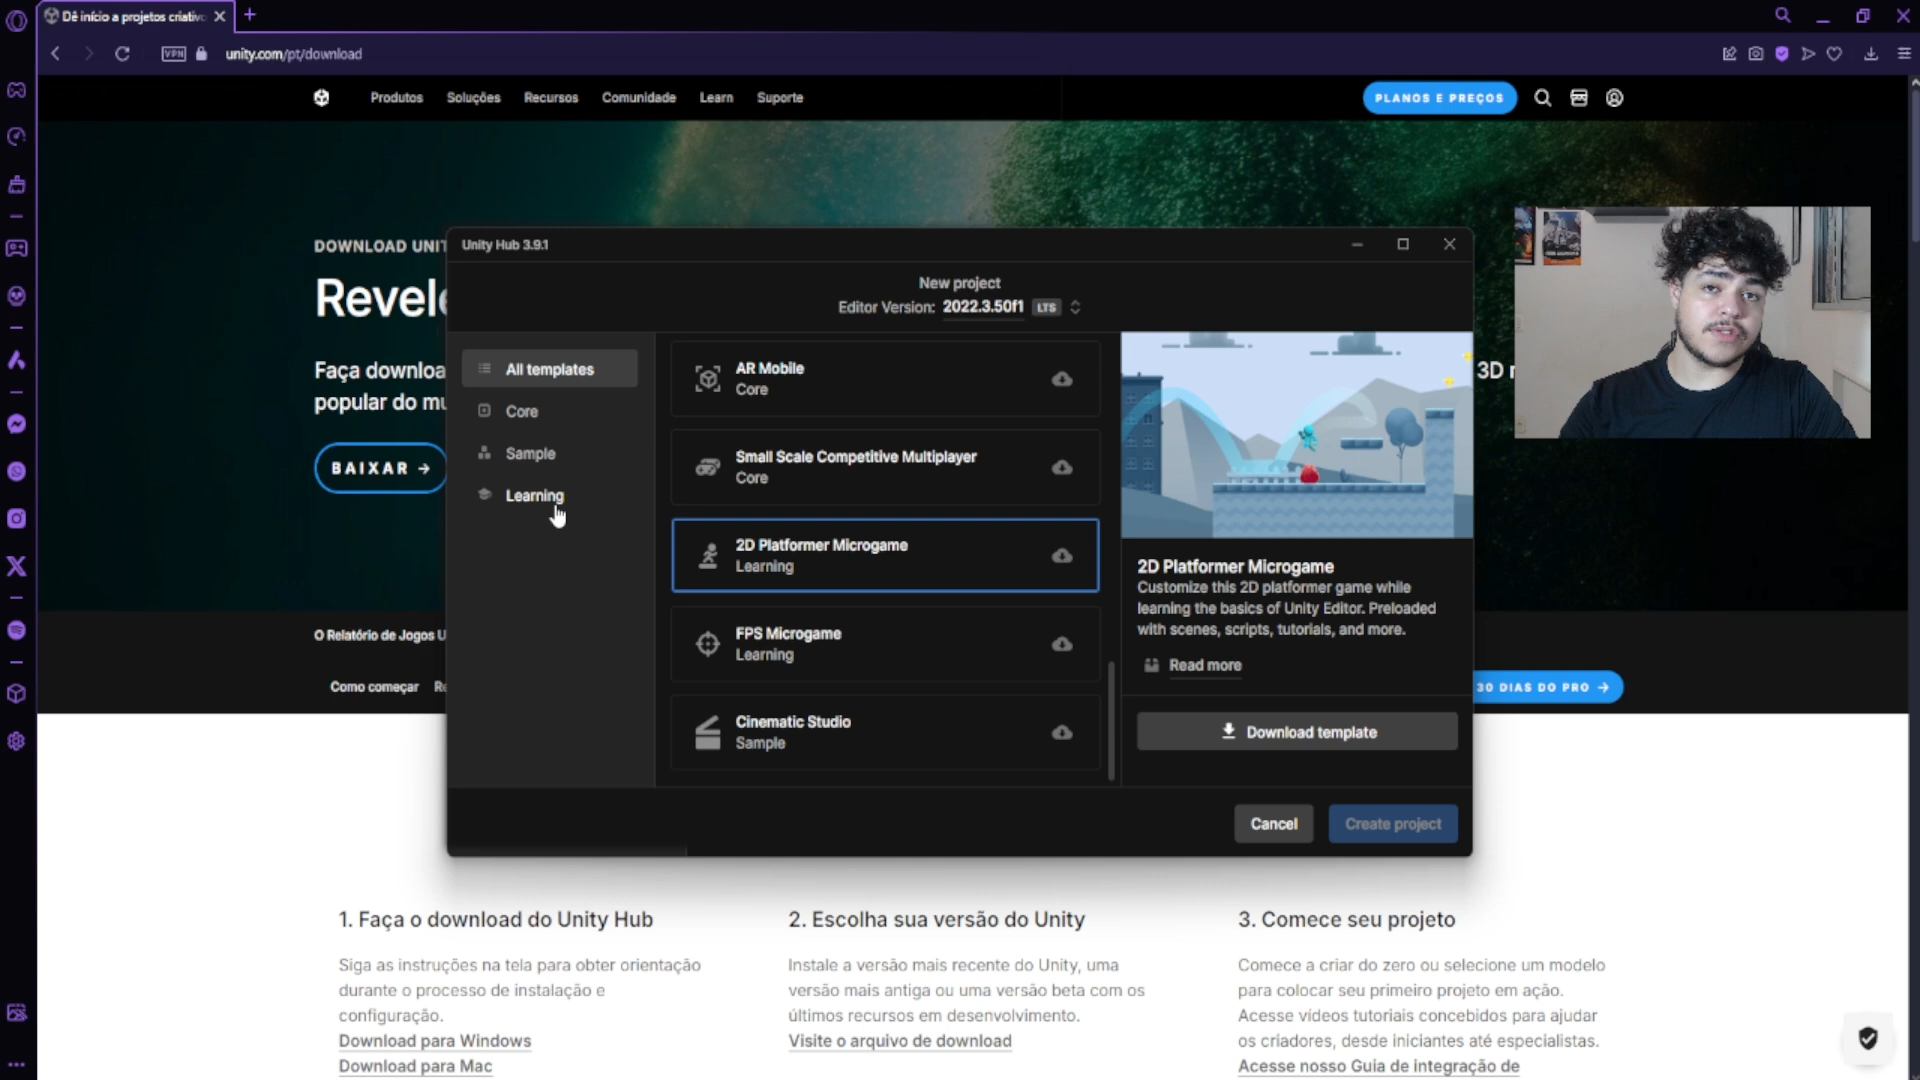 Dê início a projetos criativo
VPN
unity.com/pt/download
Produtos
Soluções
Recursos
Comunidade
Learn
Suporte
PLANOS E PREÇOS
DOWNLOAD UNIT
Revele
Faça downloa
popular do mu
3D
BAIXAR →
O Relatório de Jogos U
Como começar
30 DIAS DO PRO →
Unity Hub 3.9.1
New project
Editor Version: 2022.3.50f1 LTS
All templates
Core
Sample
Learning
AR Mobile
Core
Small Scale Competitive Multiplayer
Core
2D Platformer Microgame
Learning
FPS Microgame
Learning
Cinematic Studio
Sample
2D Platformer Microgame
Customize this 2D platformer game while
learning the basics of Unity Editor. Preloaded
with scenes, scripts, tutorials, and more.
Read more
Download template
Cancel
Create project
1. Faça o download do Unity Hub
Siga as instruções na tela para obter orientação
durante o processo de instalação e
configuração.
Download para Windows
Download para Mac
2. Escolha sua versão do Unity
Instale a versão mais recente do Unity, uma
versão mais antiga ou uma versão beta com os
últimos recursos em desenvolvimento.
Visite o arquivo de download
3. Comece seu projeto
Comece a criar do zero ou selecione um modelo
para colocar seu primeiro projeto em ação.
Acesse vídeos tutoriais concebidos para ajudar
os criadores, desde iniciantes até especialistas.
Acesse nosso Guia de integração de